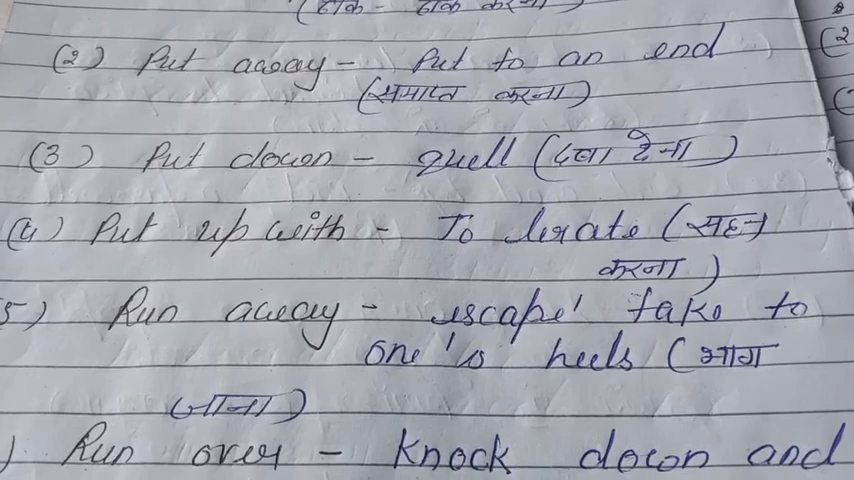 (2
(2) Put away - Put to an end
(समाप्त करना)
(3) Put down - quell (दबा देना)
(4) Put up with - To lerate (सहन
करना)
5) Run away - escape' take to
one's heels (भाग
जाना)
) Run over - Knock down and